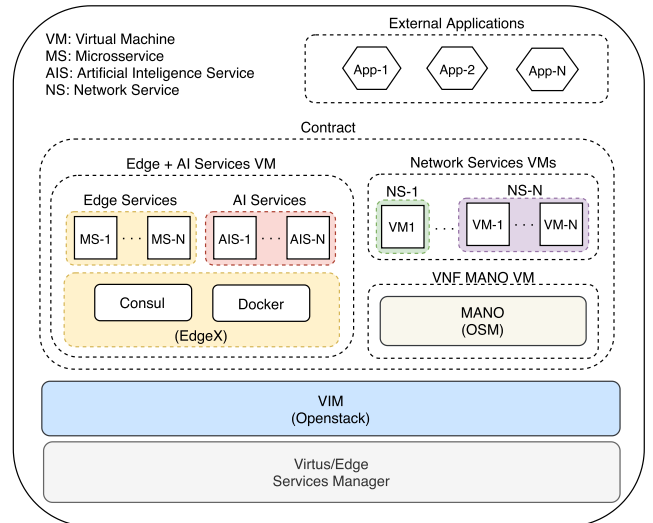 External Applications
VM: Virtual Machine
MS: Microsservice
AIS: Artificial Inteligence Service
NS: Network Service
App-1
App-2
App-N
Contract
Edge + AI Services VM
Edge Services
AI Services
MS-1
...
MS-N
AIS-1
...
AIS-N
Consul
Docker
(EdgeX)
Network Services VMs
NS-1
NS-N
VM1
...
VM-1
...
VM-N
VNF MANO VM
MANO
(OSM)
VIM
(Openstack)
Virtus/Edge
Services Manager